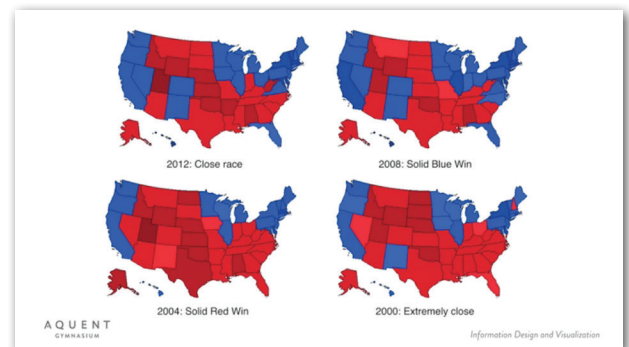 2012: Close race
2008: Solid Blue Win
2004: Solid Red Win
2000: Extremely close
AQUENT
GYMNASIUM
Information Design and Visualization